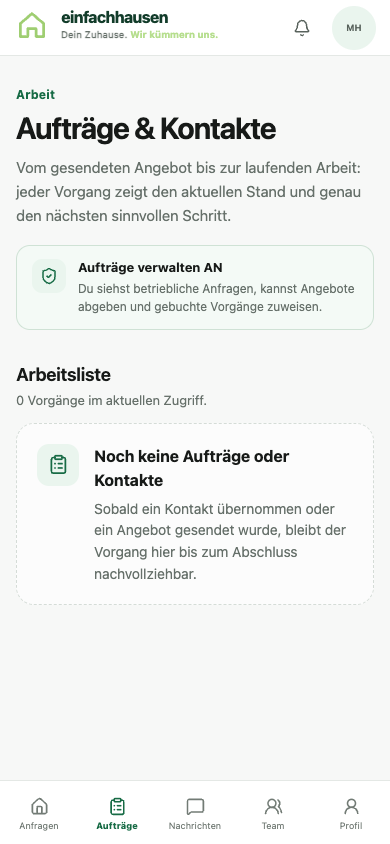 einfachhausen
Dein Zuhause. Wir kümmern uns.
MH
Arbeit
Aufträge & Kontakte
Vom gesendeten Angebot bis zur laufenden Arbeit:
jeder Vorgang zeigt den aktuellen Stand und genau
den nächsten sinnvollen Schritt.
Aufträge verwalten AN
Du siehst betriebliche Anfragen, kannst Angebote
abgeben und gebuchte Vorgänge zuweisen.
Arbeitsliste
0 Vorgänge im aktuellen Zugriff.
Noch keine Aufträge oder
Kontakte
Sobald ein Kontakt übernommen oder
ein Angebot gesendet wurde, bleibt der
Vorgang hier bis zum Abschluss
nachvollziehbar.
Anfragen
Aufträge
Nachrichten
Team
Profil